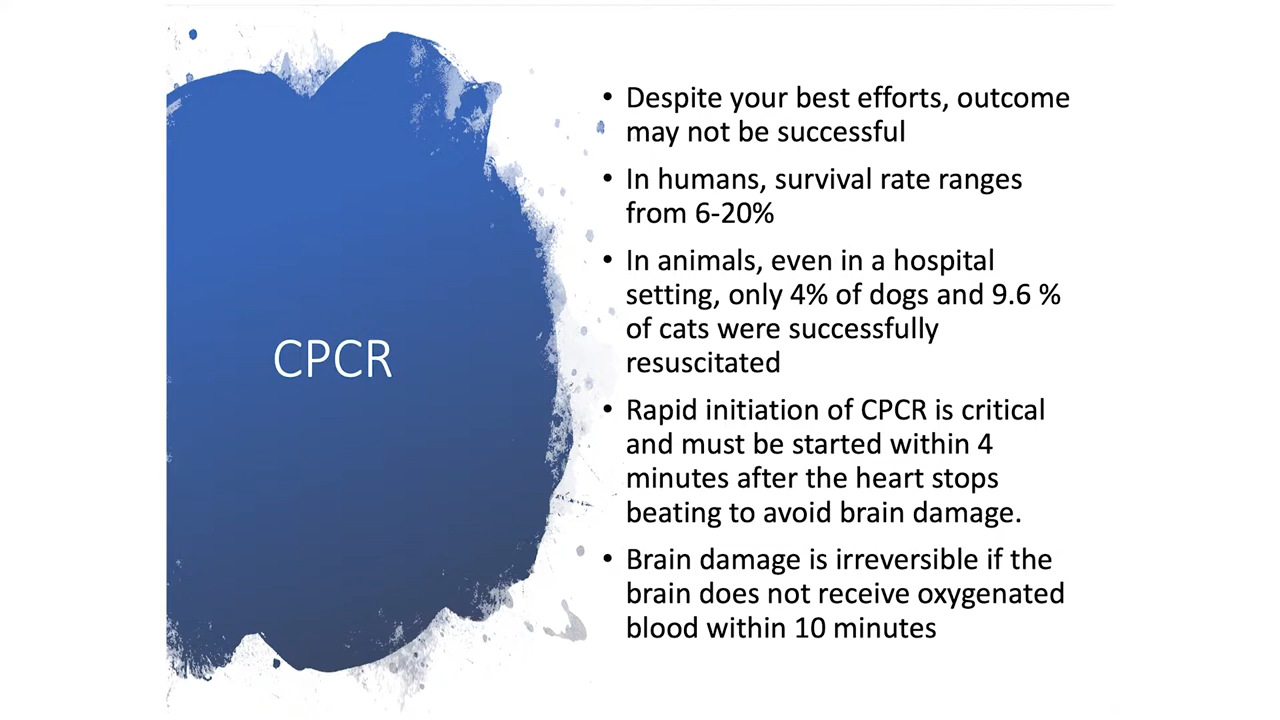 CPCR
• Despite your best efforts, outcome
may not be successful
• In humans, survival rate ranges
from 6-20%
• In animals, even in a hospital
setting, only 4% of dogs and 9.6 %
of cats were successfully
resuscitated
• Rapid initiation of CPCR is critical
and must be started within 4
minutes after the heart stops
beating to avoid brain damage.
• Brain damage is irreversible if the
brain does not receive oxygenated
blood within 10 minutes